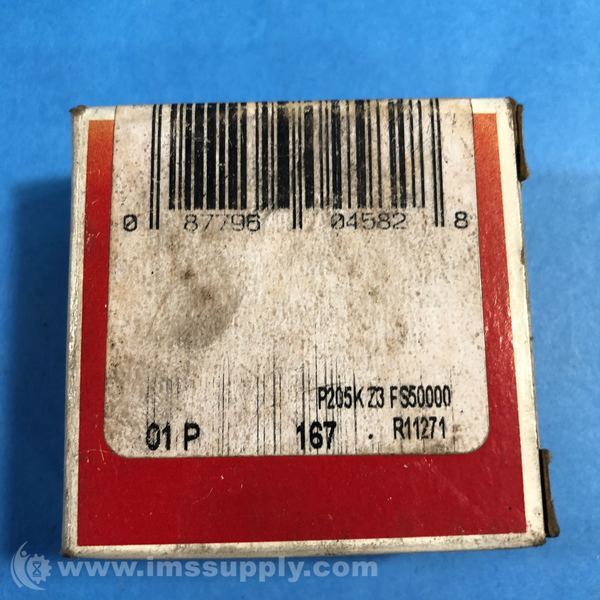 0 87796 04582 8
P205K Z3 FS50000
01 P 167 . R11271
www.imssupply.com